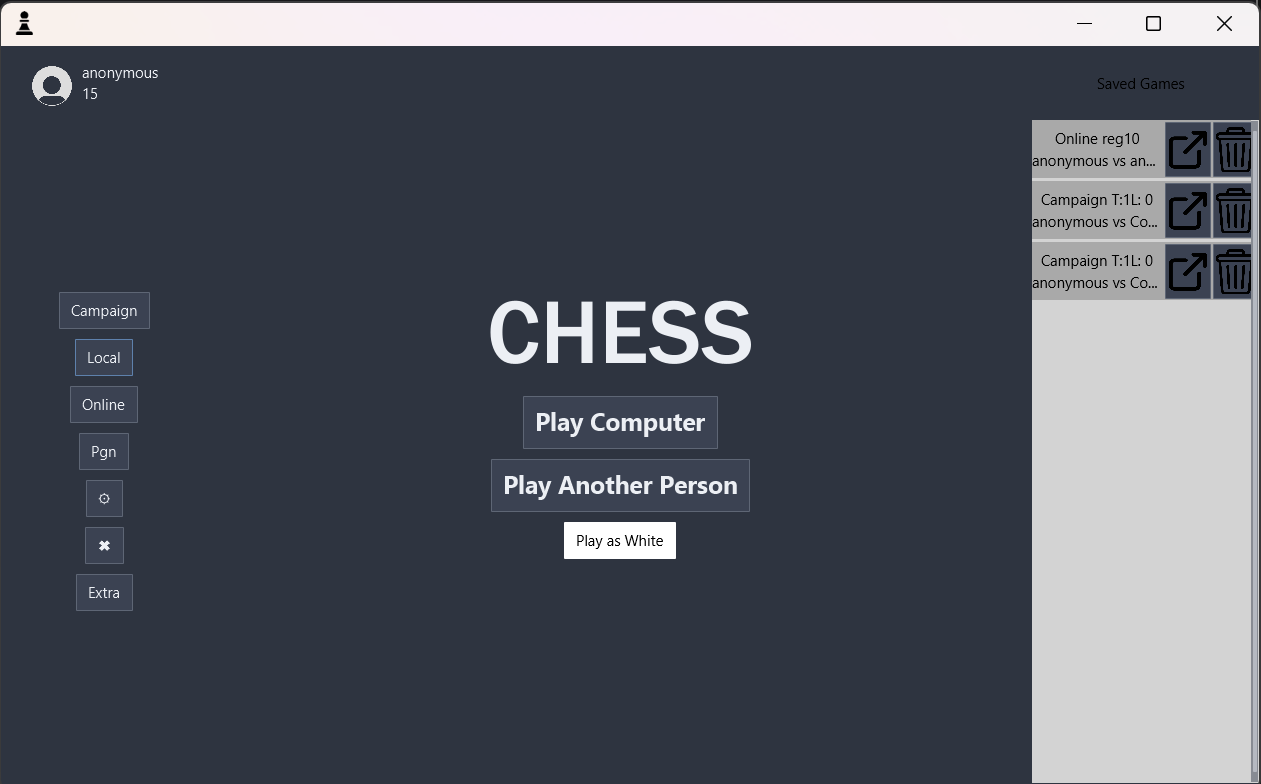 anonymous
15
Saved Games
Online reg10
anonymous vs an...
Campaign T:1L: 0
anonymous vs Co...
Campaign T:1L: 0
anonymous vs Co...
Campaign
Local
Online
Pgn
⚙
✖
Extra
CHESS
Play Computer
Play Another Person
Play as White